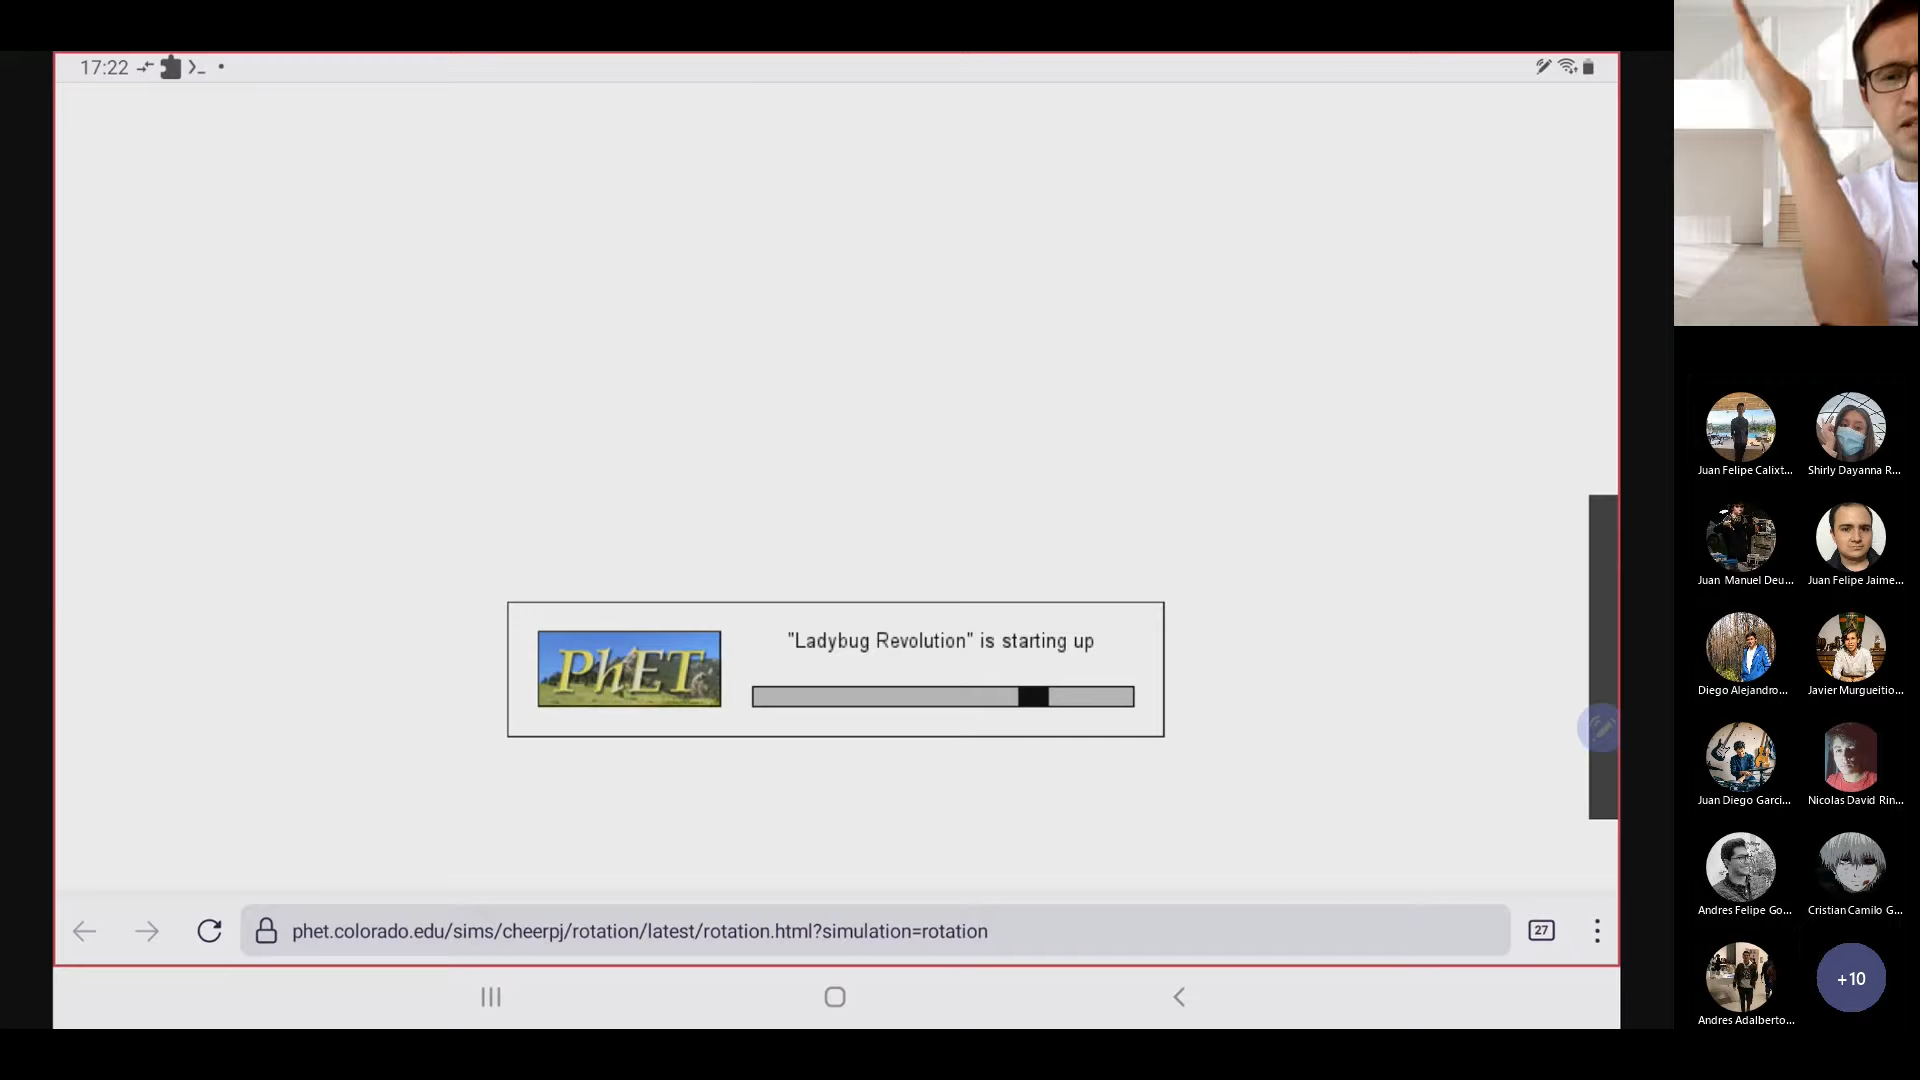 17:22
PhET
"Ladybug Revolution" is starting up
phet.colorado.edu/sims/cheerpj/rotation/latest/rotation.html?simulation=rotation
27
Juan Felipe Calixt...
Shirly Dayanna R...
Juan Manuel Deu...
Juan Felipe Jaime...
Diego Alejandro...
Javier Murgueitio...
Juan Diego Garci...
Nicolas David Rin...
Andres Felipe Go...
Cristian Camilo G...
Andres Adalberto...
+10